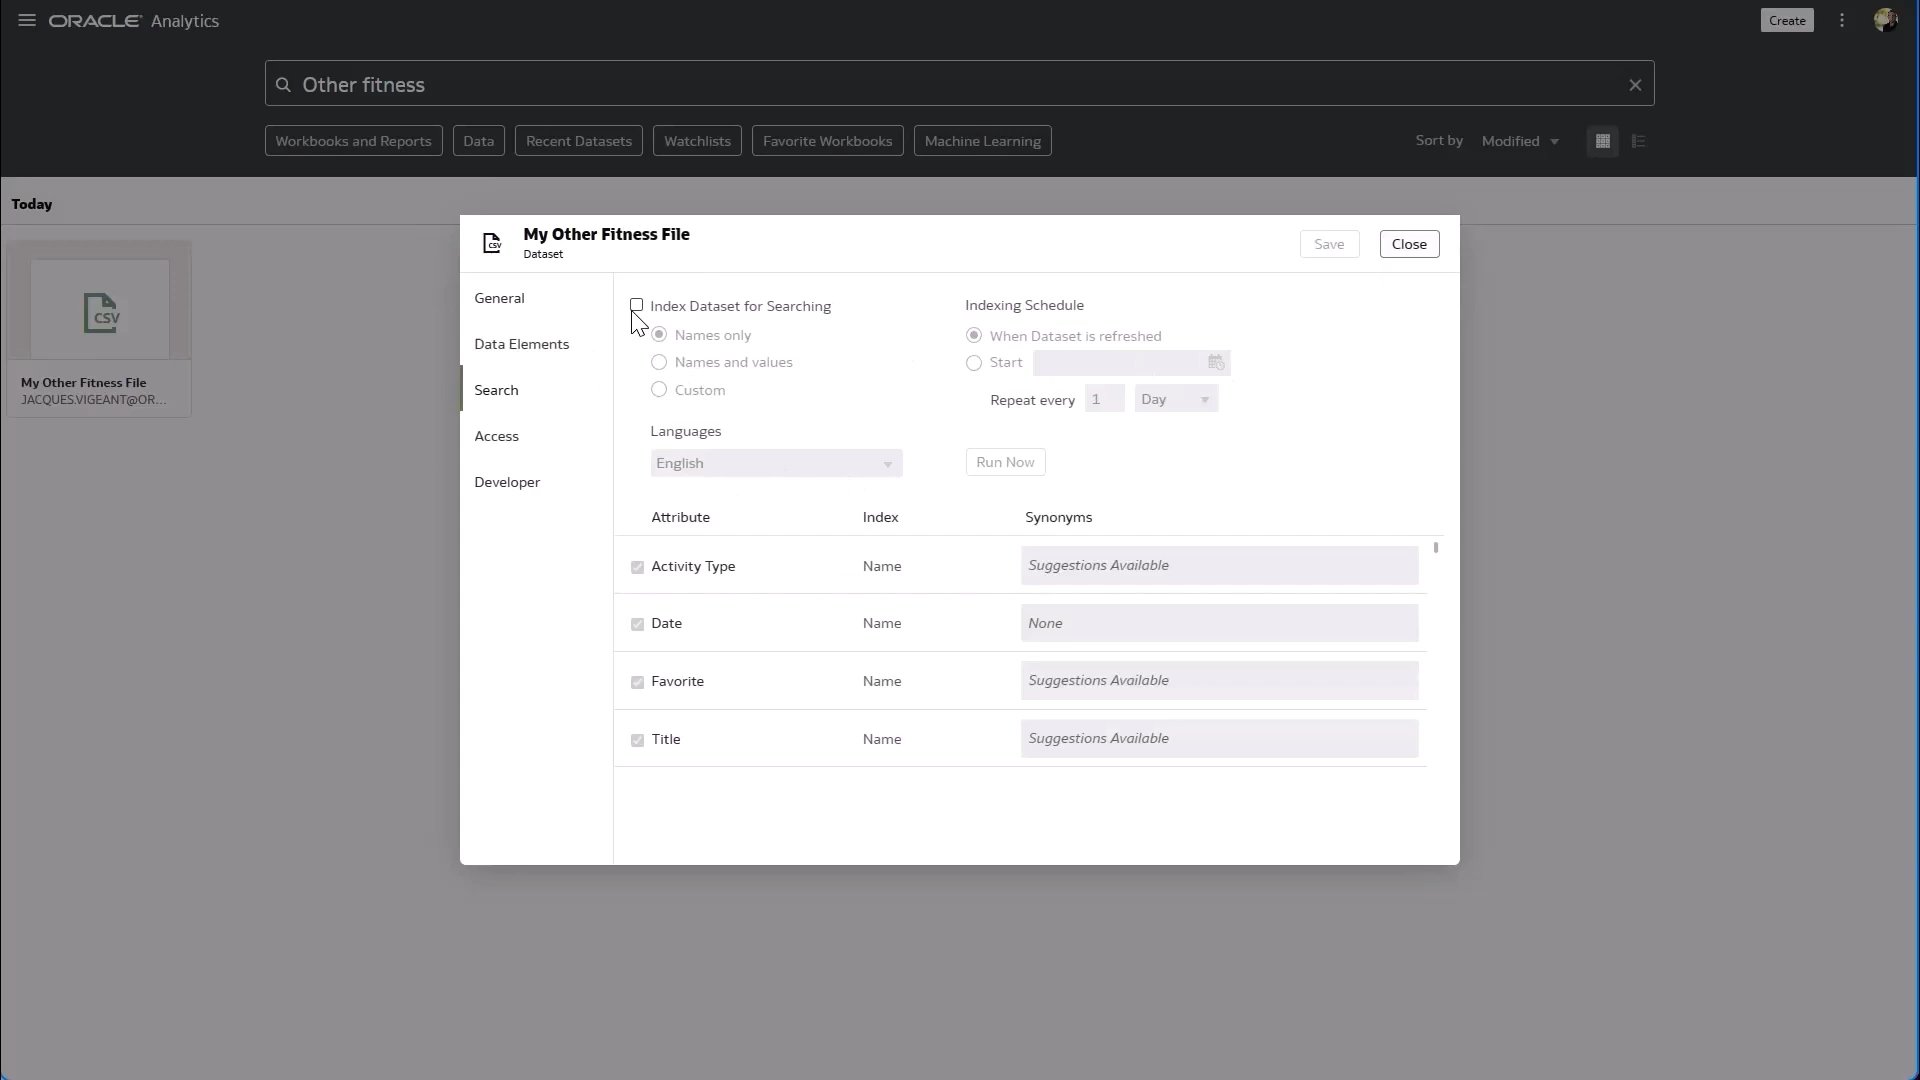 ORACLE Analytics
Create
Other fitness
Workbooks and Reports
Data
Recent Datasets
Watchlists
Favorite Workbooks
Machine Learning
Sort by
Modified
Today
CSV
My Other Fitness File
JACQUES.VIGEANT@OR...
CSV
My Other Fitness File
Dataset
Save
Close
General
Data Elements
Search
Access
Developer
Index Dataset for Searching
Names only
Names and values
Custom
Languages
English
Indexing Schedule
When Dataset is refreshed
Start
Repeat every 1 Day
Run Now
Attribute Index Synonyms
Activity Type Name Suggestions Available
Date Name None
Favorite Name Suggestions Available
Title Name Suggestions Available